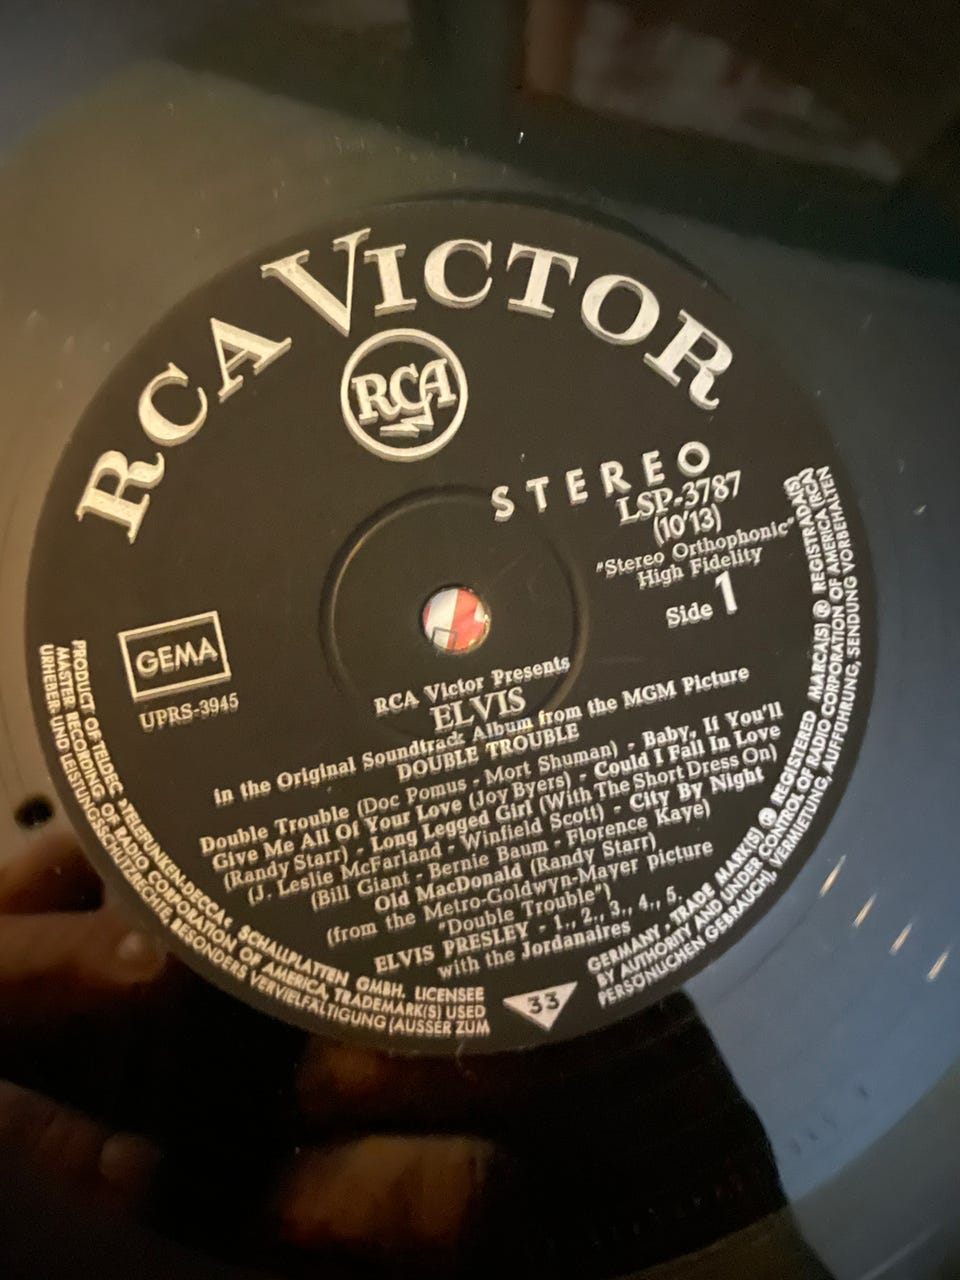 RCA VICTOR
RCA
STEREO
LSP-3787
(10'13)
"Stereo Orthophonic"
High Fidelity
Side 1
GEMA
UPRS-3945
RCA Victor Presents
ELVIS
in the Original Soundtrack Album from the MGM Picture
DOUBLE TROUBLE
Double Trouble (Doc Pomus - Mort Shuman) - Baby, If You'll
Give Me All Of Your Love (Joy Byers) - Could I Fall In Love
(Randy Starr) - Long Legged Girl (With The Short Dress On)
(J. Leslie McFarland - Winfield Scott) - City By Night
(Bill Giant - Bernie Baum - Florence Kaye)
Old MacDonald (Randy Starr)
(from the Metro-Goldwyn-Mayer picture
"Double Trouble")
ELVIS PRESLEY - 1., 2., 3., 4., 5.
with the Jordanaires
33
PRODUCT OF TELDEC »TELEFUNKEN-DECCA« SCHALLPLATTEN GMBH. LICENSEE
MASTER RECORDING OF RADIO CORPORATION OF AMERICA, TRADEMARK(S) USED
URHEBER- UND LEISTUNGSSCHUTZRECHTE, BESONDERS VERVIELFÄLTIGUNG (AUSSER ZUM
GERMANY · TRADE MARK(S) ® REGISTERED MARCA(S) ® REGISTRADA(S)
BY AUTHORITY AND UNDER CONTROL OF RADIO CORPORATION OF AMERICA (RCA)
PERSÖNLICHEN GEBRAUCH), VERMIETUNG, AUFFÜHRUNG, SENDUNG VORBEHALTEN